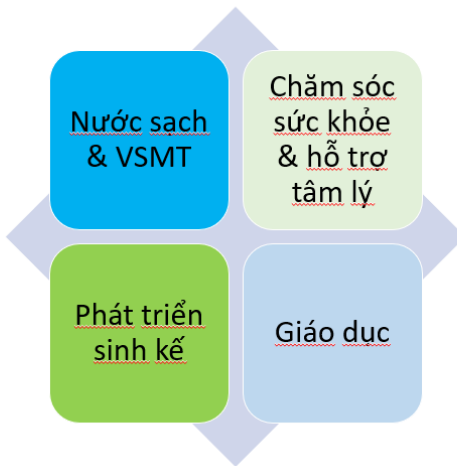 Nước sạch
& VSMT
Chăm sóc
sức khỏe
& hỗ trợ
tâm lý
Phát triển
sinh kế
Giáo dục